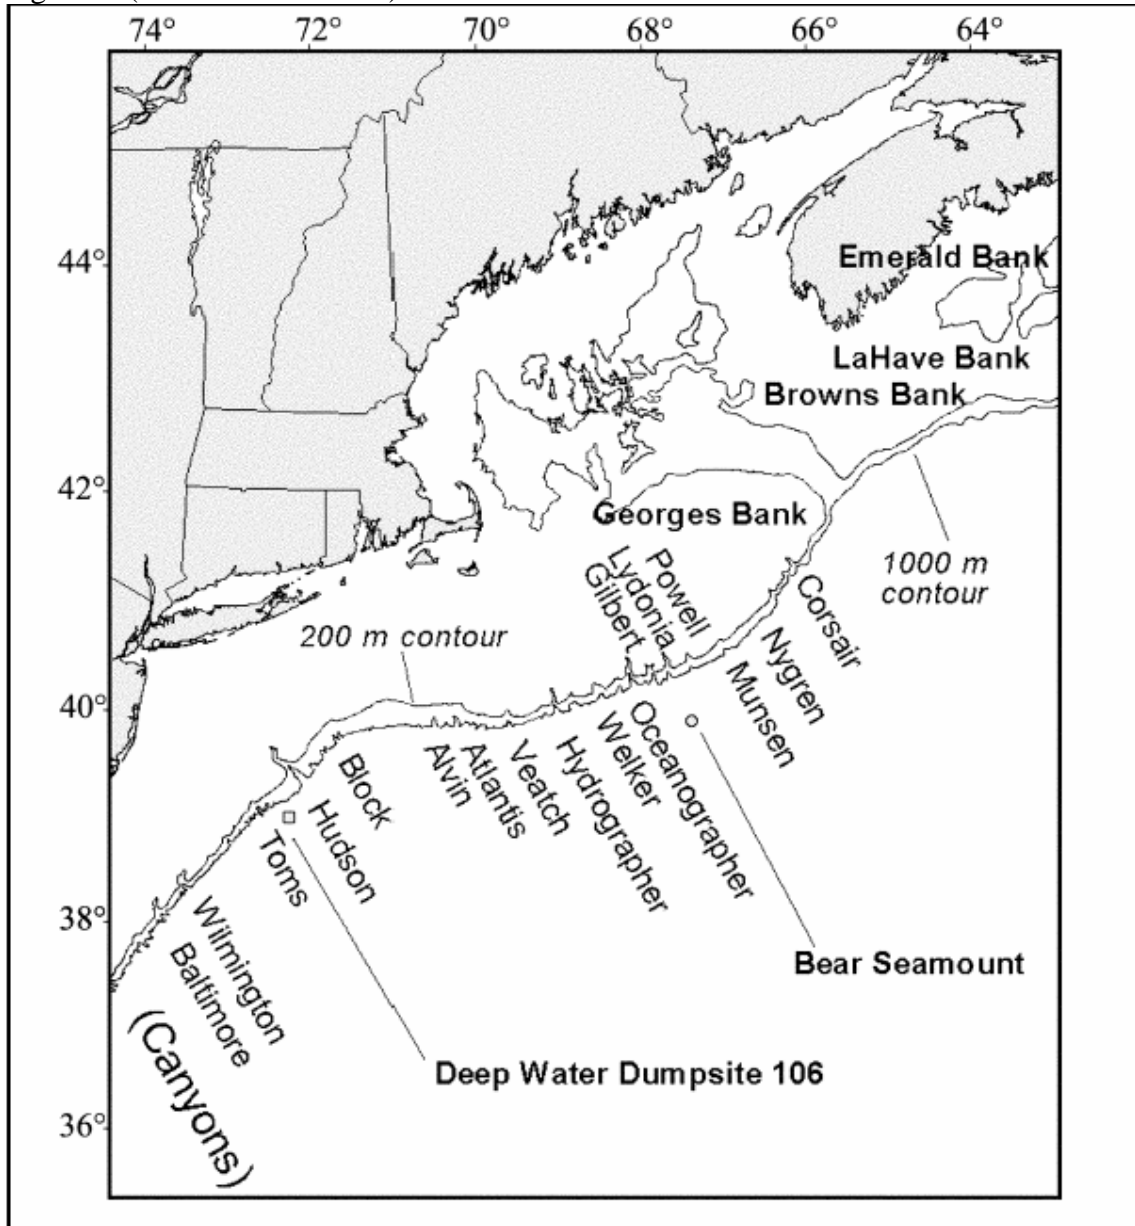 74°
72°
70°
68°
66°
64°
44°
Emerald Bank
LaHave Bank
Browns Bank
42°
Georges Bank
1000 m
contour
Powell
Lydonia
Gilbert
Corsair
Nygren
Munsen
200 m contour
40°
Oceanographer
Welker
Hydrographer
Veatch
Atlantis
Alvin
Block
Hudson
Toms
38°
Wilmington
Baltimore
Bear Seamount
(Canyons)
Deep Water Dumpsite 106
36°